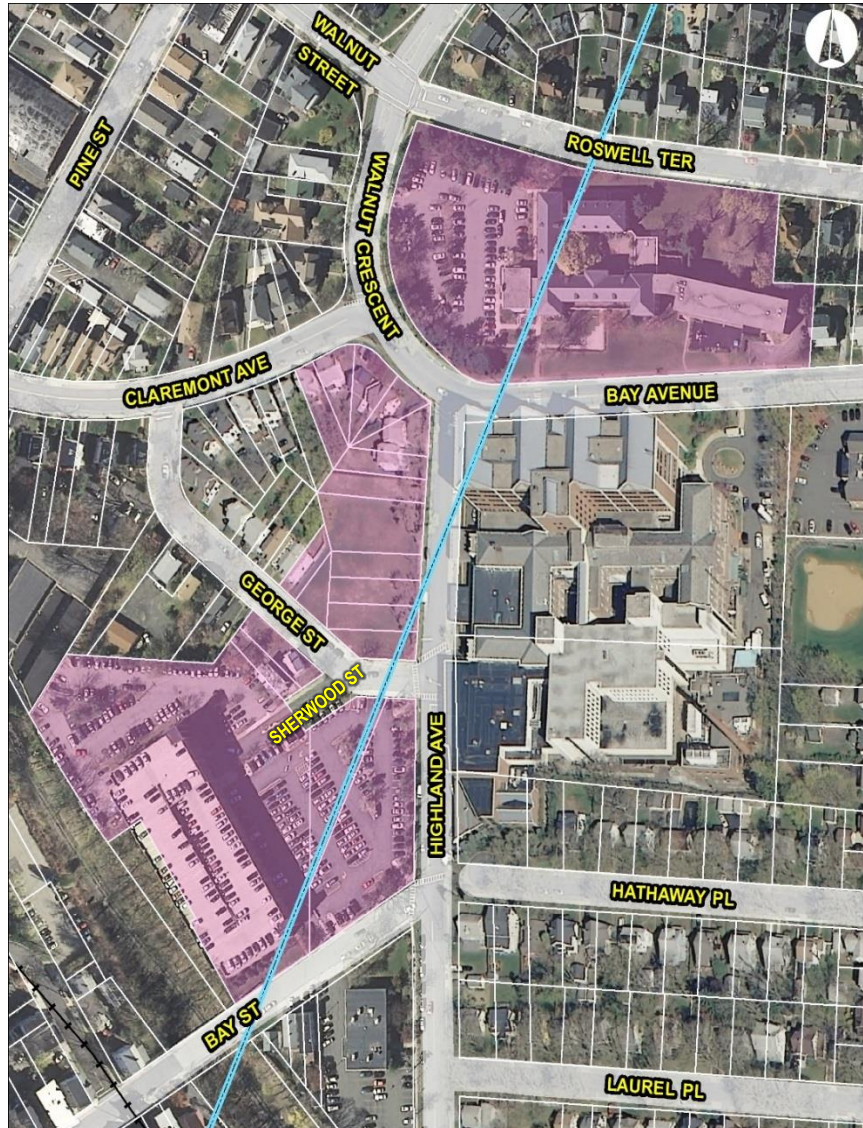 WALNUT
STREET
PINE ST
ROSWELL TER
WALNUT CRESCENT
CLAREMONT AVE
BAY AVENUE
GEORGE ST
SHERWOOD ST
HIGHLAND AVE
HATHAWAY PL
BAY ST
LAUREL PL